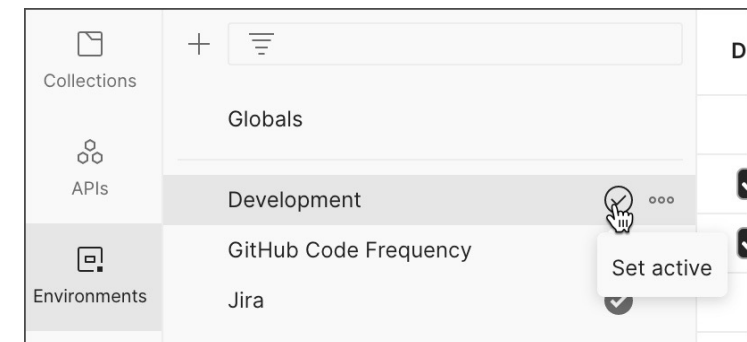 Collections
APIs
Environments
Globals
Development
GitHub Code Frequency
Jira
Set active
D